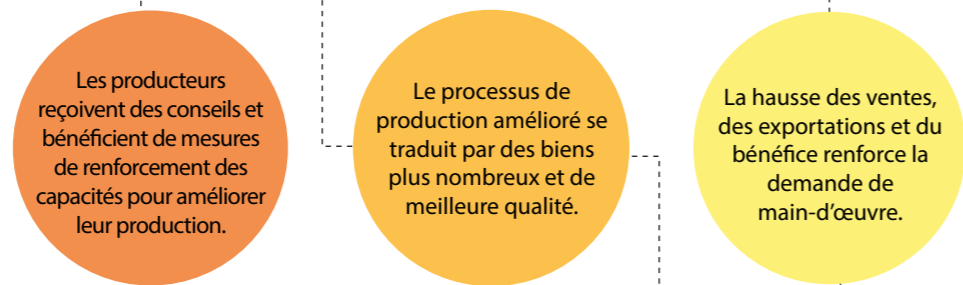 Les producteurs
reçoivent des conseils et
bénéficient de mesures
de renforcement des
capacités pour améliorer
leur production.
Le processus de
production amélioré se
traduit par des biens
plus nombreux et de
meilleure qualité.
La hausse des ventes,
des exportations et du
bénéfice renforce la
demande de
main-d’œuvre.